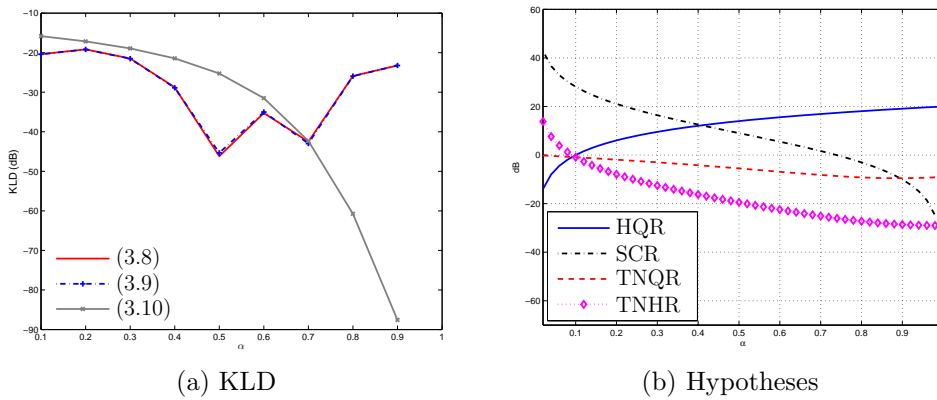 −10
−20
−30
−40
−50
−60
−70
−80
−90
KLD (dB)
0.1 0.2 0.3 0.4 0.5 0.6 0.7 0.8 0.9 1
α
(3.8)
(3.9)
(3.10)
(a) KLD
60
40
20
0
−20
−40
−60
dB
0.1 0.2 0.3 0.4 0.5 0.6 0.7 0.8 0.9
α
HQR
SCR
TNQR
TNHR
(b) Hypotheses